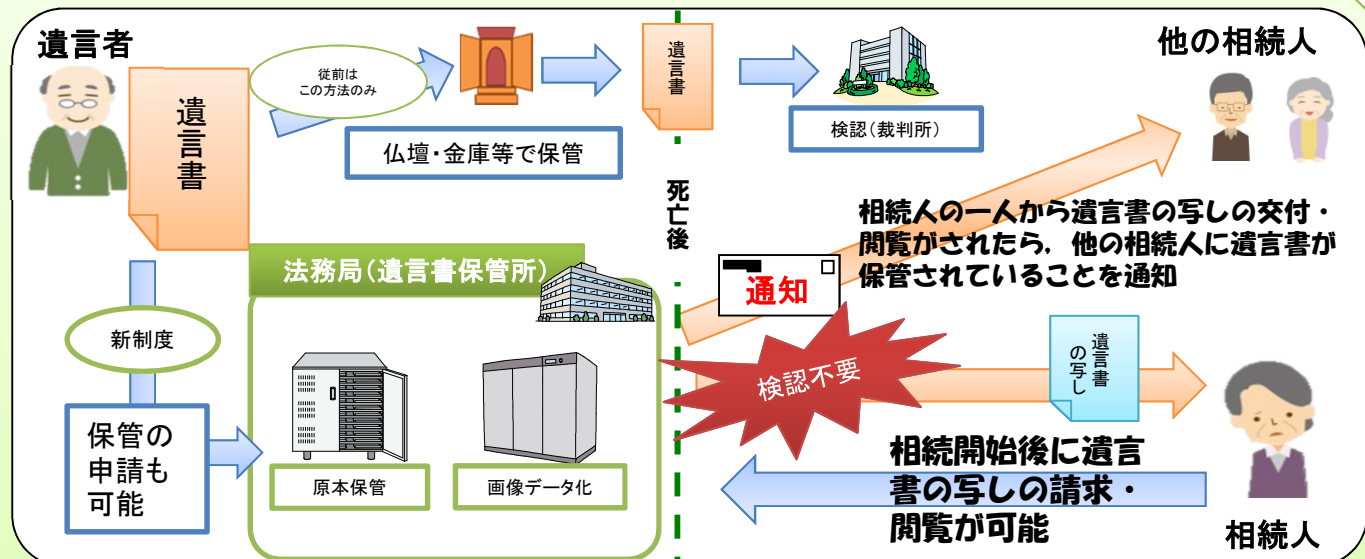 遺言者
遺言書
従前は
この方法のみ
仏壇・金庫等で保管
遺言書
検認(裁判所)
他の相続人
死亡後
相続人の一人から遺言書の写しの交付・
閲覧がされたら，他の相続人に遺言書が
保管されていることを通知
法務局(遺言書保管所)
通知
新制度
検認不要
遺言書
の写し
保管の
申請も
可能
原本保管
画像データ化
相続開始後に遺言
書の写しの請求・
閲覧が可能
相続人